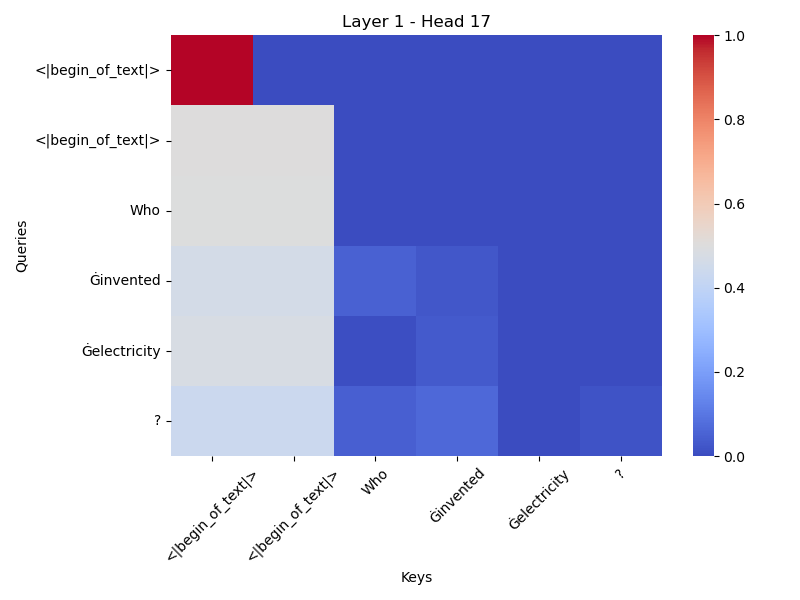 Layer 1 - Head 17
<|begin_of_text|>
<|begin_of_text|>
Who
Ġinvented
Ġelectricity
?
Queries
<|begin_of_text|>
<|begin_of_text|>
Who
Ġinvented
Ġelectricity
?
Keys
1.0
0.8
0.6
0.4
0.2
0.0